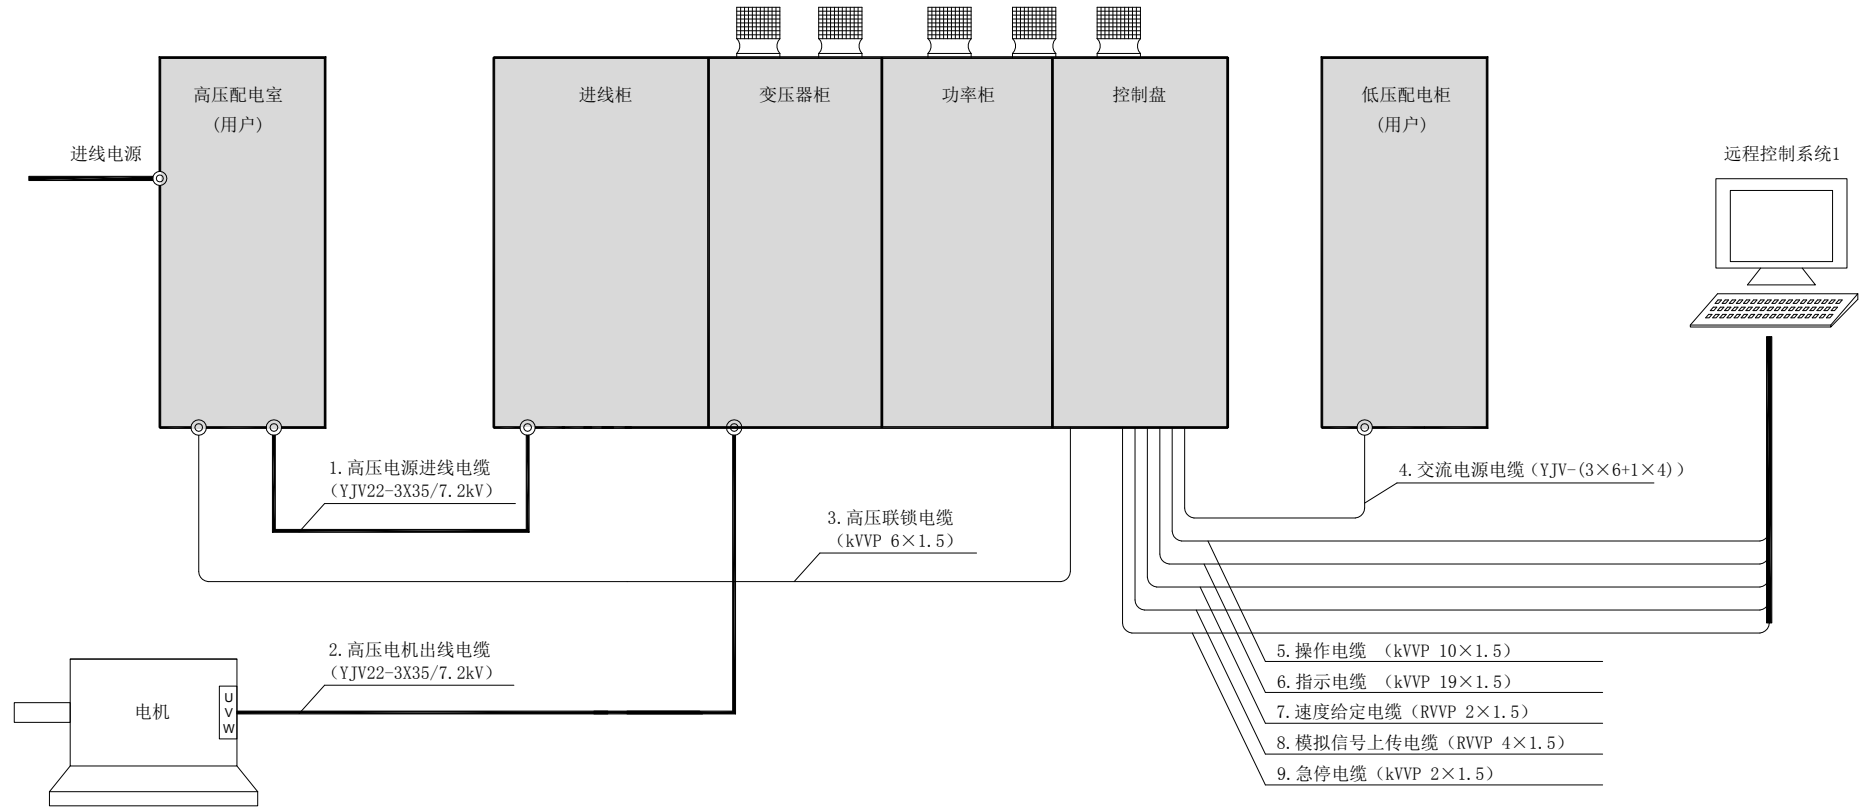 高压配电室
(用户)
进线柜
变压器柜
功率柜
控制盘
低压配电柜
(用户)
进线电源
远程控制系统1
1.高压电源进线电缆
(YJV22-3X35/7.2kV)
4.交流电源电缆(YJV-(3×6+1×4))
3.高压联锁电缆
(kVVP 6×1.5)
2.高压电机出线电缆
(YJV22-3X35/7.2kV)
电机
U
V
W
5.操作电缆 (kVVP 10×1.5)
6.指示电缆 (kVVP 19×1.5)
7.速度给定电缆(RVVP 2×1.5)
8.模拟信号上传电缆(RVVP 4×1.5)
9.急停电缆(kVVP 2×1.5)